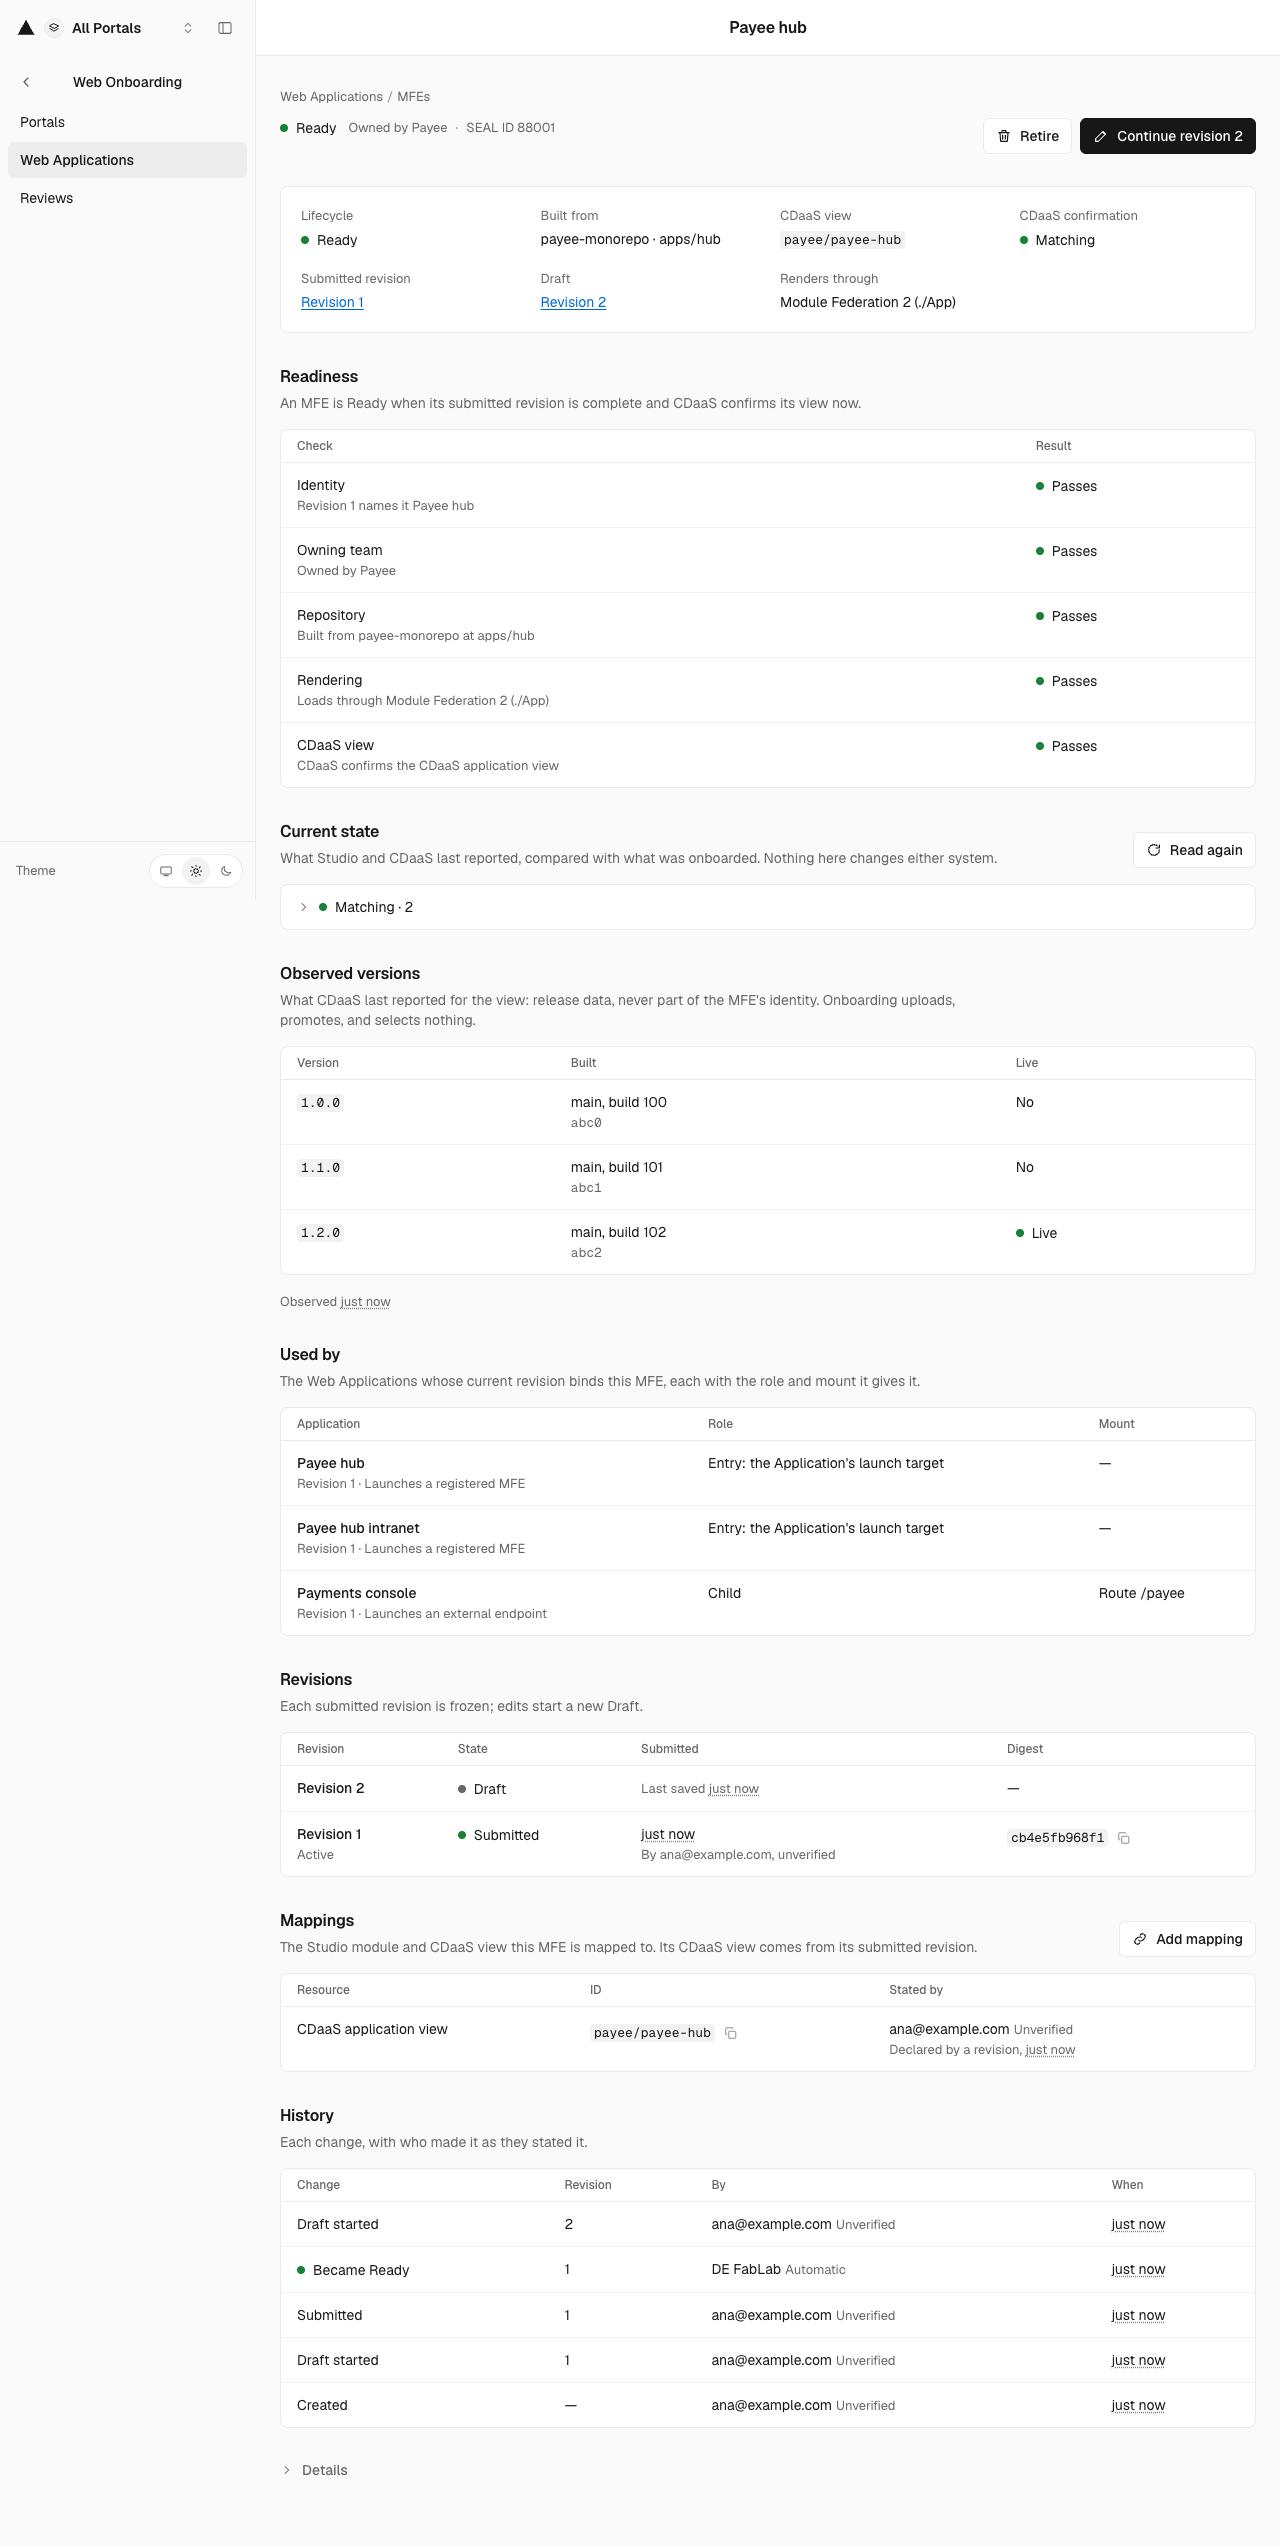 All Portals
Payee hub
Web Onboarding
Portals
Web Applications
Reviews
Theme
Web Applications / MFEs
Ready Owned by Payee · SEAL ID 88001
Retire
Continue revision 2
Lifecycle Built from CDaaS view CDaaS confirmation
Ready payee-monorepo · apps/hub payee/payee-hub Matching
Submitted revision Draft Renders through
Revision 1 Revision 2 Module Federation 2 (./App)
Readiness
An MFE is Ready when its submitted revision is complete and CDaaS confirms its view now.
Check Result
Identity Passes
Revision 1 names it Payee hub
Owning team Passes
Owned by Payee
Repository Passes
Built from payee-monorepo at apps/hub
Rendering Passes
Loads through Module Federation 2 (./App)
CDaaS view Passes
CDaaS confirms the CDaaS application view
Current state
What Studio and CDaaS last reported, compared with what was onboarded. Nothing here changes either system.
Read again
Matching · 2
Observed versions
What CDaaS last reported for the view: release data, never part of the MFE's identity. Onboarding uploads,
promotes, and selects nothing.
Version Built Live
1.0.0 main, build 100 No
abc0
1.1.0 main, build 101 No
abc1
1.2.0 main, build 102 Live
abc2
Observed just now
Used by
The Web Applications whose current revision binds this MFE, each with the role and mount it gives it.
Application Role Mount
Payee hub Entry: the Application's launch target —
Revision 1 · Launches a registered MFE
Payee hub intranet Entry: the Application's launch target —
Revision 1 · Launches a registered MFE
Payments console Child Route /payee
Revision 1 · Launches an external endpoint
Revisions
Each submitted revision is frozen; edits start a new Draft.
Revision State Submitted Digest
Revision 2 Draft Last saved just now —
Revision 1 Submitted just now cb4e5fb968f1
Active By ana@example.com, unverified
Mappings
The Studio module and CDaaS view this MFE is mapped to. Its CDaaS view comes from its submitted revision.
Add mapping
Resource ID Stated by
CDaaS application view payee/payee-hub ana@example.com Unverified
Declared by a revision, just now
History
Each change, with who made it as they stated it.
Change Revision By When
Draft started 2 ana@example.com Unverified just now
Became Ready 1 DE FabLab Automatic just now
Submitted 1 ana@example.com Unverified just now
Draft started 1 ana@example.com Unverified just now
Created — ana@example.com Unverified just now
Details